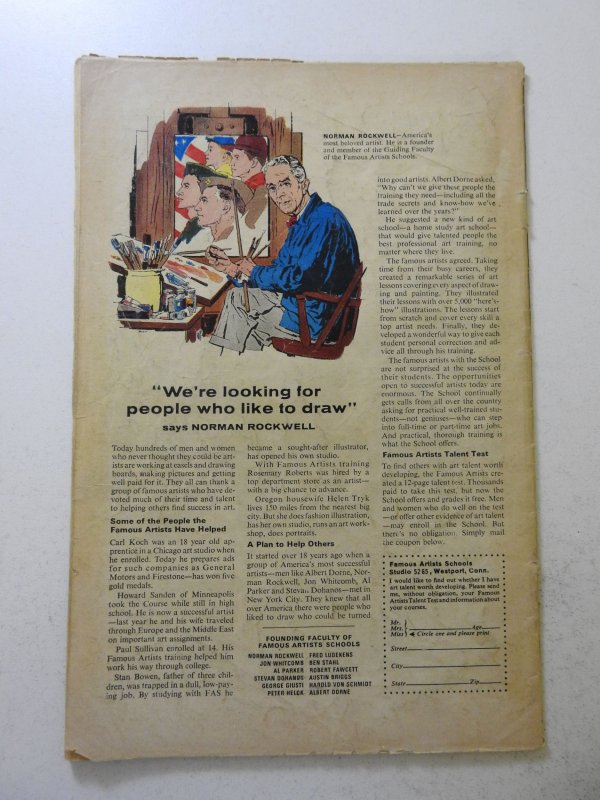 NORMAN ROCKWELL—America's
most beloved artist. He is a founder
and member of the Guiding Faculty
of the Famous Artists Schools.
"We're looking for
people who like to draw"
says NORMAN ROCKWELL
Today hundreds of men and women
who never thought they could be art-
ists are working at easels and drawing
boards, making pictures and getting
well paid for it. They all can thank a
group of famous artists who have de-
voted much of their time and talent
to helping others find success in art.
Some of the People the
Famous Artists Have Helped
Carl Koch was an 18 year old ap-
prentice in a Chicago art studio when
he enrolled. Today he prepares ads
for such companies as General
Motors and Firestone—has won five
gold medals.
Howard Sanden of Minneapolis
took the Course while still in high
school. He is now a successful artist
—last year he and his wife traveled
through Europe and the Middle East
on important art assignments.
Paul Sullivan enrolled at 14. His
Famous Artists training helped him
work his way through college.
Stan Bowen, father of three chil-
dren, was trapped in a dull, low-pay-
ing job. By studying with FAS he
became a sought-after illustrator,
has opened his own studio.
With Famous Artists training
Rosemary Roberts was hired by a
top department store as an artist—
with a big chance to advance.
Oregon housewife Helen Tryk
lives 150 miles from the nearest big
city. But she does fashion illustration,
has her own studio, runs an art work-
shop, does portraits.
A Plan to Help Others
It started over 18 years ago when a
group of America's most successful
artists—men like Albert Dorne, Nor-
man Rockwell, Jon Whitcomb, Al
Parker and Stevan Dohanos—met in
New York City. They knew that all
over America there were people who
liked to draw who could be turned
FOUNDING FACULTY OF
FAMOUS ARTISTS SCHOOLS
NORMAN ROCKWELL FRED LUDEKENS
JON WHITCOMB BEN STAHL
AL PARKER ROBERT FAWCETT
STEVAN DOHANOS AUSTIN BRIGGS
GEORGE GIUSTI HAROLD VON SCHMIDT
PETER HELCK ALBERT DORNE
into good artists. Albert Dorne asked,
"Why can't we give these people the
training they need—including all the
trade secrets and know-how we've
learned over the years?"
He suggested a new kind of art
school—a home study art school—
that would give talented people the
best professional art training, no
matter where they live.
The famous artists agreed. Taking
time from their busy careers, they
created a remarkable series of art
lessons covering every aspect of draw-
ing and painting. They illustrated
their lessons with over 5,000 "here's-
how" illustrations. The lessons start
from scratch and cover every skill a
top artist needs. Finally, they de-
veloped a wonderful way to give each
student personal correction and ad-
vice all through his training.
The famous artists with the School
are not surprised at the success of
their students. The opportunities
open to successful artists today are
enormous. The School continually
gets calls from all over the country
asking for practical well-trained stu-
dents—not geniuses—who can step
into full-time or part-time art jobs.
And practical, thorough training is
what the School offers.
Famous Artists Talent Test
To find others with art talent worth
developing, the Famous Artists cre-
ated a 12-page talent test. Thousands
paid to take this test, but now the
School offers and grades it free. Men
and women who do well on the test
—or offer other evidence of art talent
—may enroll in the School. But
there's no obligation. Simply mail
the coupon below.
Famous Artists Schools
Studio 5265, Westport, Conn.
I would like to find out whether I have
art talent worth developing. Please send
me, without obligation, your Famous
Artists Talent Test and information about
your courses.
Mr.
Mrs. Age
Miss Circle one and please print
Street
City
State Zip